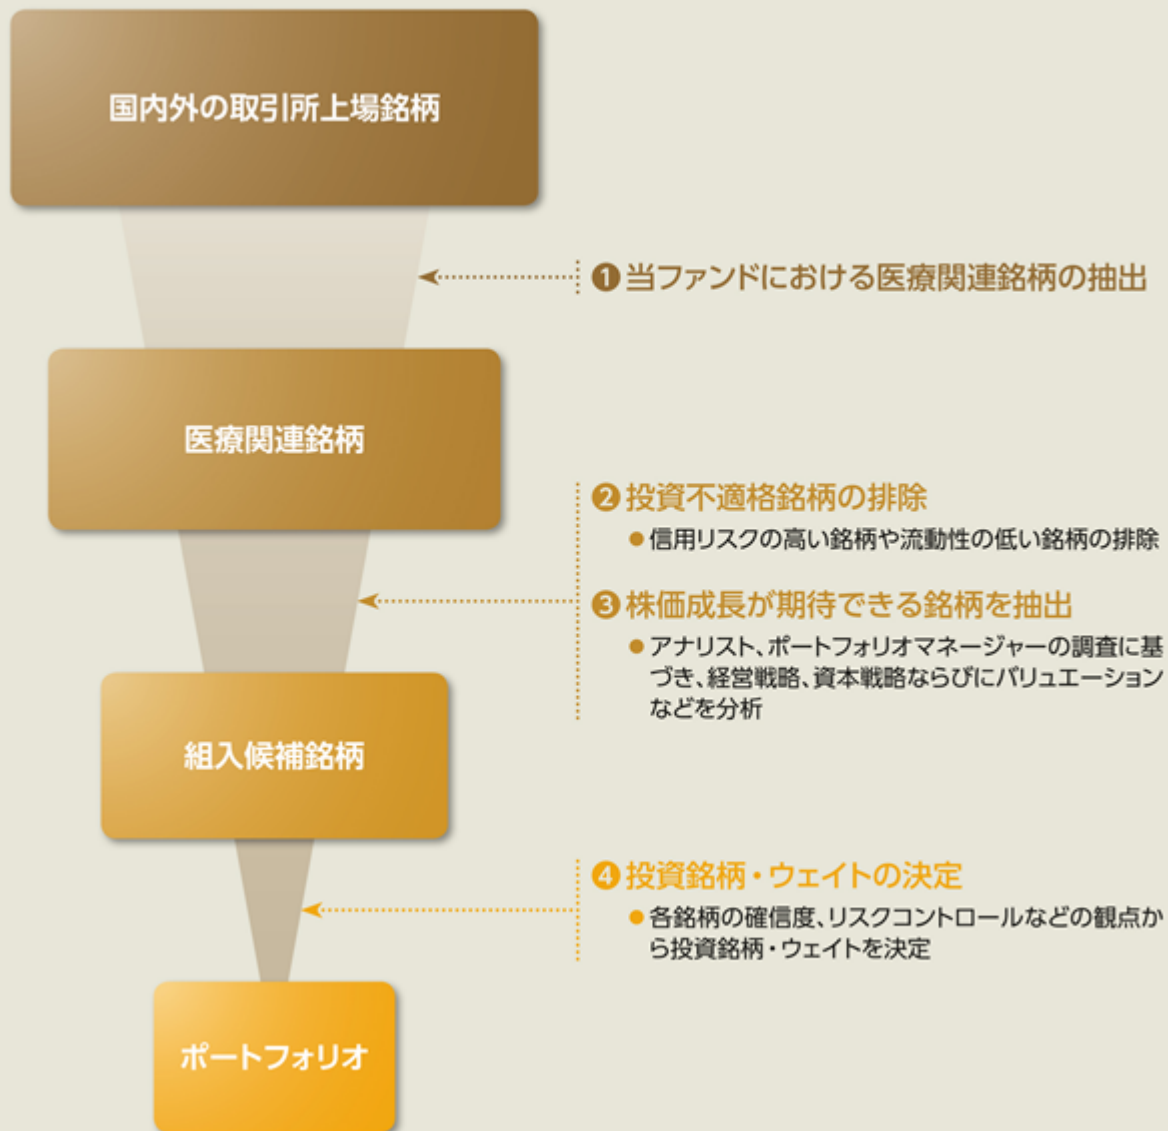 国内外の取引所上場銘柄
❶当ファンドにおける医療関連銘柄の抽出
医療関連銘柄
❷投資不適格銘柄の排除
●信用リスクの高い銘柄や流動性の低い銘柄の排除
❸株価成長が期待できる銘柄を抽出
●アナリスト、ポートフォリオマネージャーの調査に基
づき、経営戦略、資本戦略ならびにバリュエーション
などを分析
組入候補銘柄
❹投資銘柄・ウェイトの決定
●各銘柄の確信度、リスクコントロールなどの観点か
ら投資銘柄・ウェイトを決定
ポートフォリオ